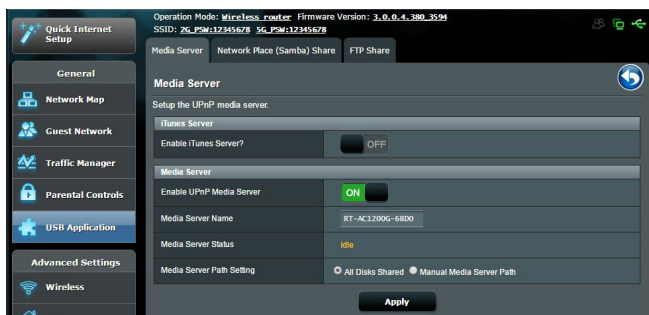 Quick Internet
Setup
General
Network Map
Guest Network
Traffic Manager
Parental Controls
USB Application
Advanced Settings
Wireless
Operation Mode: Wireless router Firmware Version: 3.0.0.4.380_3594
SSID: 2G_PSW:12345678 5G_PSW:12345678
Media Server Network Place (Samba) Share FTP Share
Media Server
Setup the UPnP media server.
iTunes Server
Enable iTunes Server? OFF
Media Server
Enable UPnP Media Server ON
Media Server Name RT-AC1200G-68D0
Media Server Status Idle
Media Server Path Setting All Disks Shared Manual Media Server Path
Apply